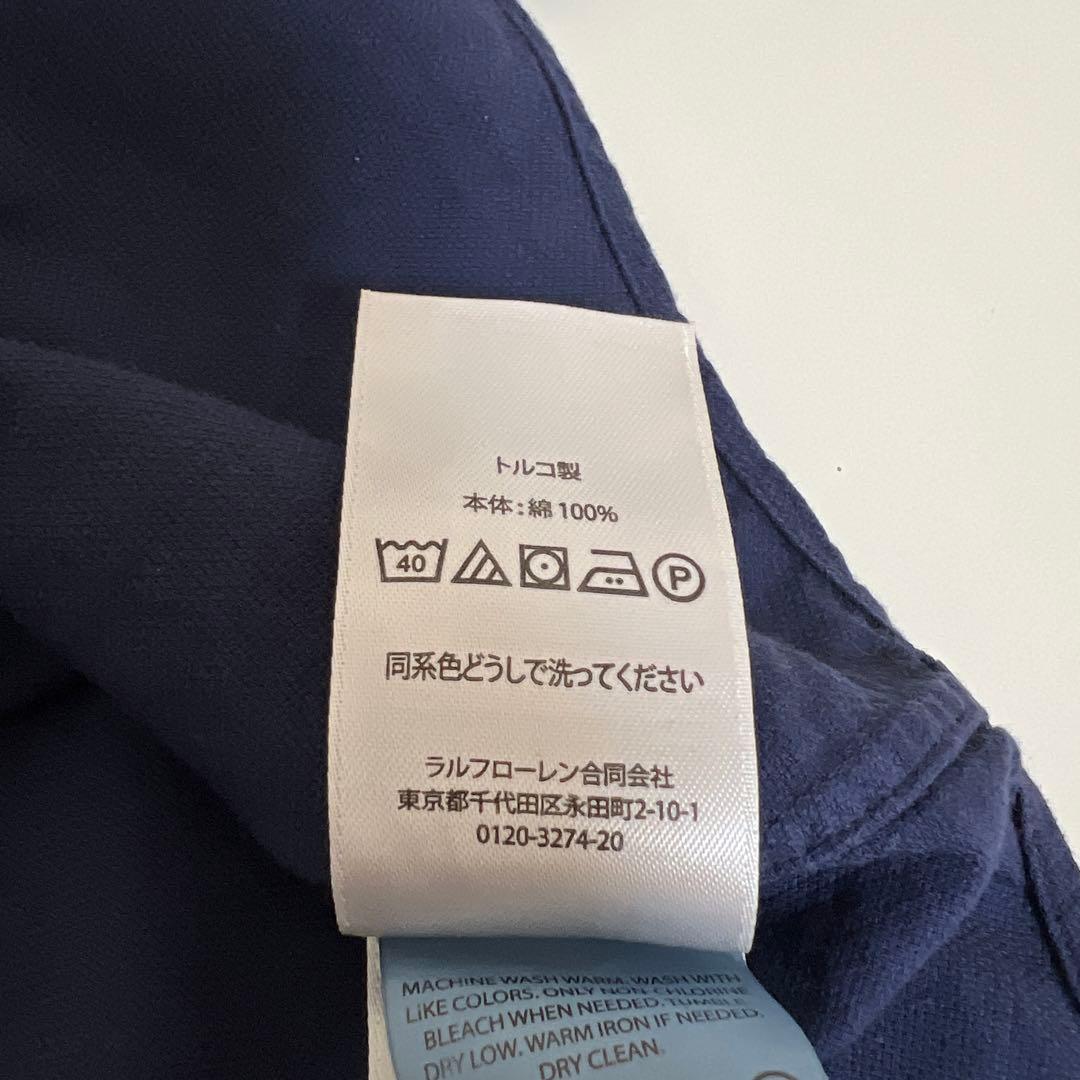 トルコ製
本体:綿100%
40 P
同系色どうしで洗ってください
ラルフローレン合同会社
東京都千代田区永田町2-10-1
0120-3274-20
MACHINE WASH WARM. WASH WITH
LIKE COLORS. ONLY NON-CHLORINE
BLEACH WHEN NEEDED. TUMBLE
DRY LOW. WARM IRON IF NEEDED.
DRY CLEAN.